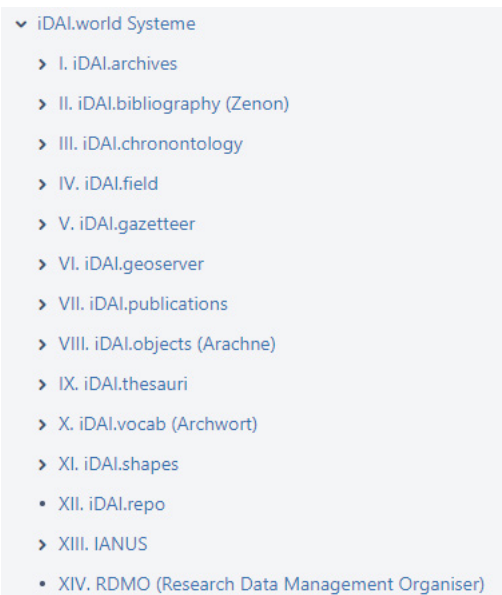 iDAI.world Systeme
I. iDAI.archives
II. iDAI.bibliography (Zenon)
III. iDAI.chronontology
IV. iDAI.field
V. iDAI.gazetteer
VI. iDAI.geoserver
VII. iDAI.publications
VIII. iDAI.objects (Arachne)
IX. iDAI.thesauri
X. iDAI.vocab (Archwort)
XI. iDAI.shapes
XII. iDAI.repo
XIII. IANUS
XIV. RDMO (Research Data Management Organiser)